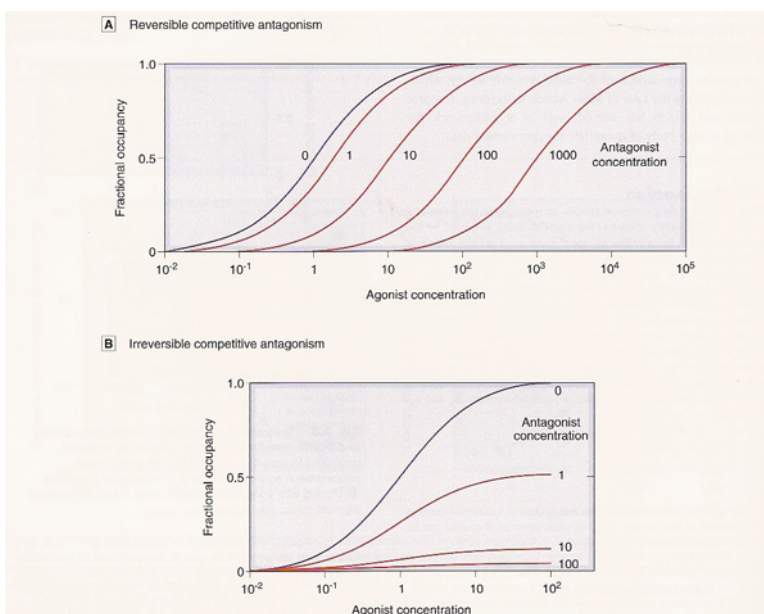 A Reversible competitive antagonism
1.0
0.5
0
Fractional occupancy
0 1 10 100 1000
Antagonist
concentration
10-2 10-1 1 10 10² 10³ 10⁴ 10⁵
Agonist concentration
B Irreversible competitive antagonism
1.0
0.5
0
Fractional occupancy
0
Antagonist
concentration
1
10
100
10-2 10-1 1 10 10²
Agonist concentration